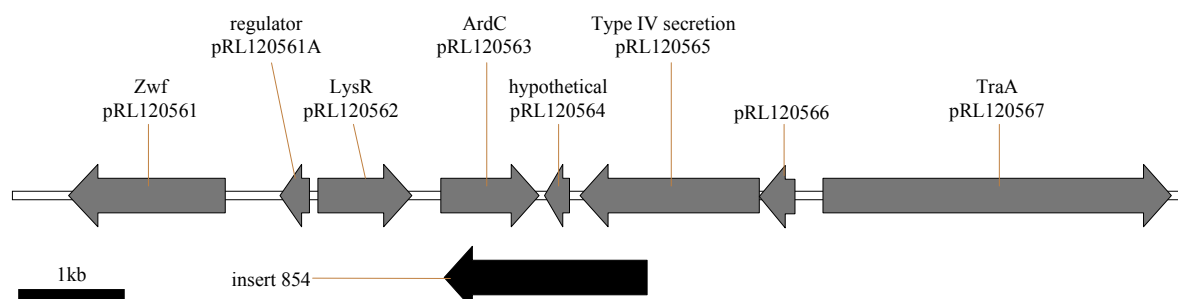 regulator
pRL120561A
ArdC
pRL120563
Type IV secretion
pRL120565
Zwf
pRL120561
LysR
pRL120562
hypothetical
pRL120564
pRL120566
TraA
pRL120567
1kb
insert 854